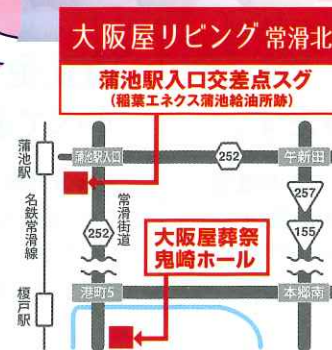 大阪屋リビング 常滑北
蒲池駅入口交差点スグ
(稲葉エネクス蒲池給油所跡)
蒲池駅
蒲池駅入口
252
午新田
257
名鉄常滑線
常滑街道
252
155
大阪屋葬祭
鬼崎ホール
榎戸駅
港町5
本郷南